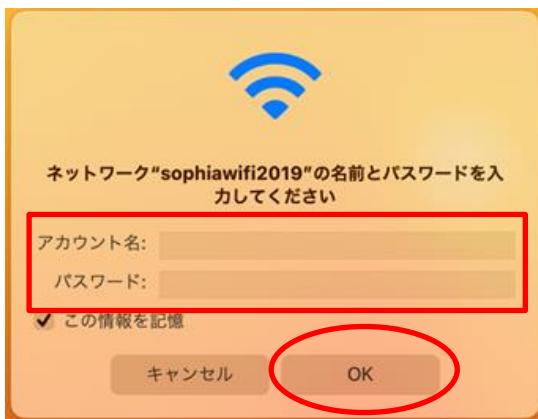 ネットワーク“sophiawifi2019”の名前とパスワードを入
力してください
アカウント名:
パスワード:
この情報を記憶
キャンセル
OK